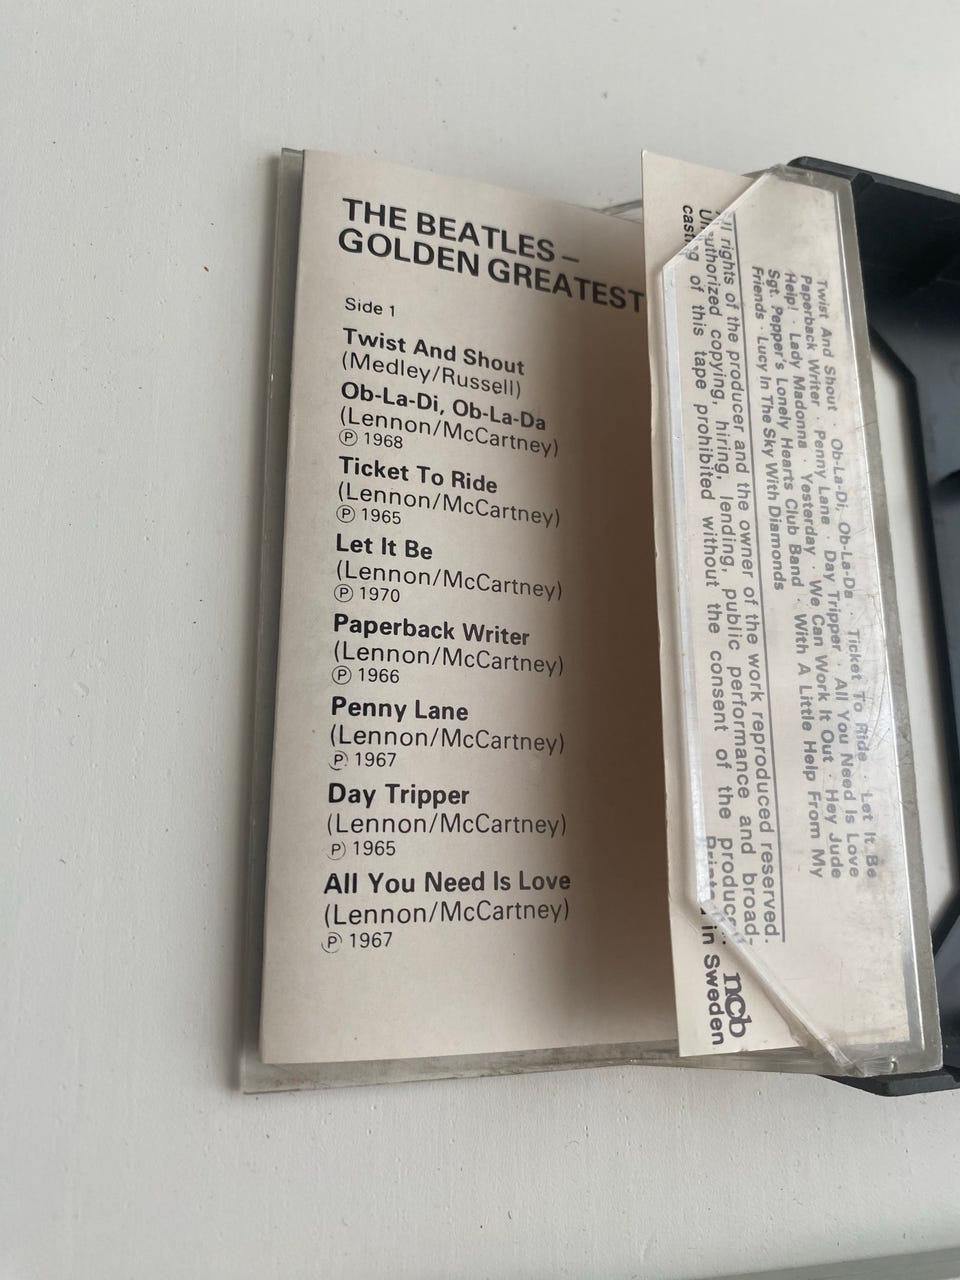 THE BEATLES –
GOLDEN GREATEST
Side 1
Twist And Shout
(Medley/Russell)
Ob-La-Di, Ob-La-Da
(Lennon/McCartney)
Ⓟ 1968
Ticket To Ride
(Lennon/McCartney)
Ⓟ 1965
Let It Be
(Lennon/McCartney)
Ⓟ 1970
Paperback Writer
(Lennon/McCartney)
Ⓟ 1966
Penny Lane
(Lennon/McCartney)
Ⓟ 1967
Day Tripper
(Lennon/McCartney)
Ⓟ 1965
All You Need Is Love
(Lennon/McCartney)
Ⓟ 1967
Twist And Shout · Ob-La-Di, Ob-La-Da · Ticket To Ride · Let It Be
Paperback Writer · Penny Lane · Day Tripper · All You Need Is Love
Help! · Lady Madonna · Yesterday · We Can Work It Out · Hey Jude
Sgt. Pepper's Lonely Hearts Club Band · With A Little Help From My
Friends · Lucy In The Sky With Diamonds
All rights of the producer and the owner of the work reproduced reserved.
Unauthorized copying, hiring, lending, public performance and broad-
casting of this tape prohibited without the consent of the producer.
Printed in Sweden
ncb